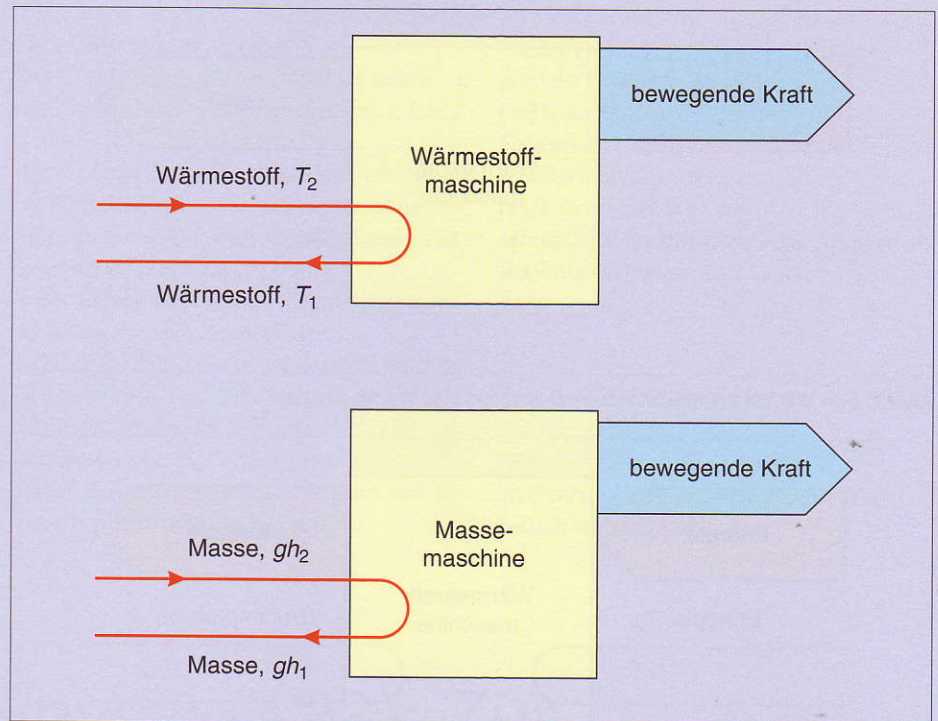 bewegende Kraft
Wärmestoff-
maschine
Wärmestoff, T₂
Wärmestoff, T₁
bewegende Kraft
Masse-
maschine
Masse, gh₂
Masse, gh₁